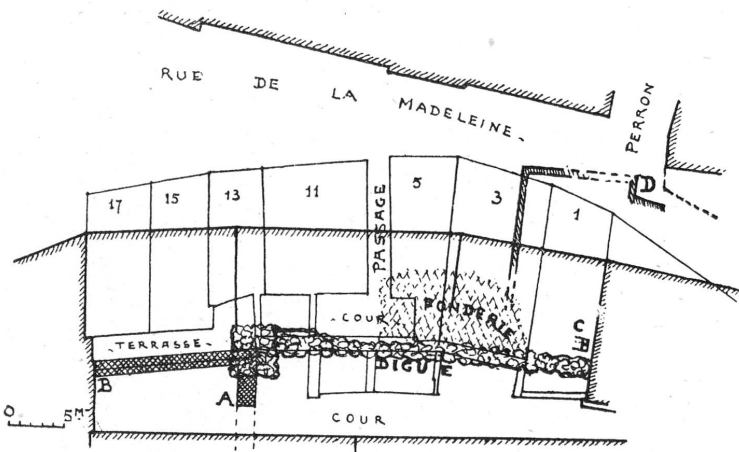 RUE DE LA MADELEINE.
PERRON
D
17
15
13
11
PASSAGE
5
3
1
COUR
FONDERIE
C
B
TERRASSE
B
DIGUE
A
COUR
0 5M